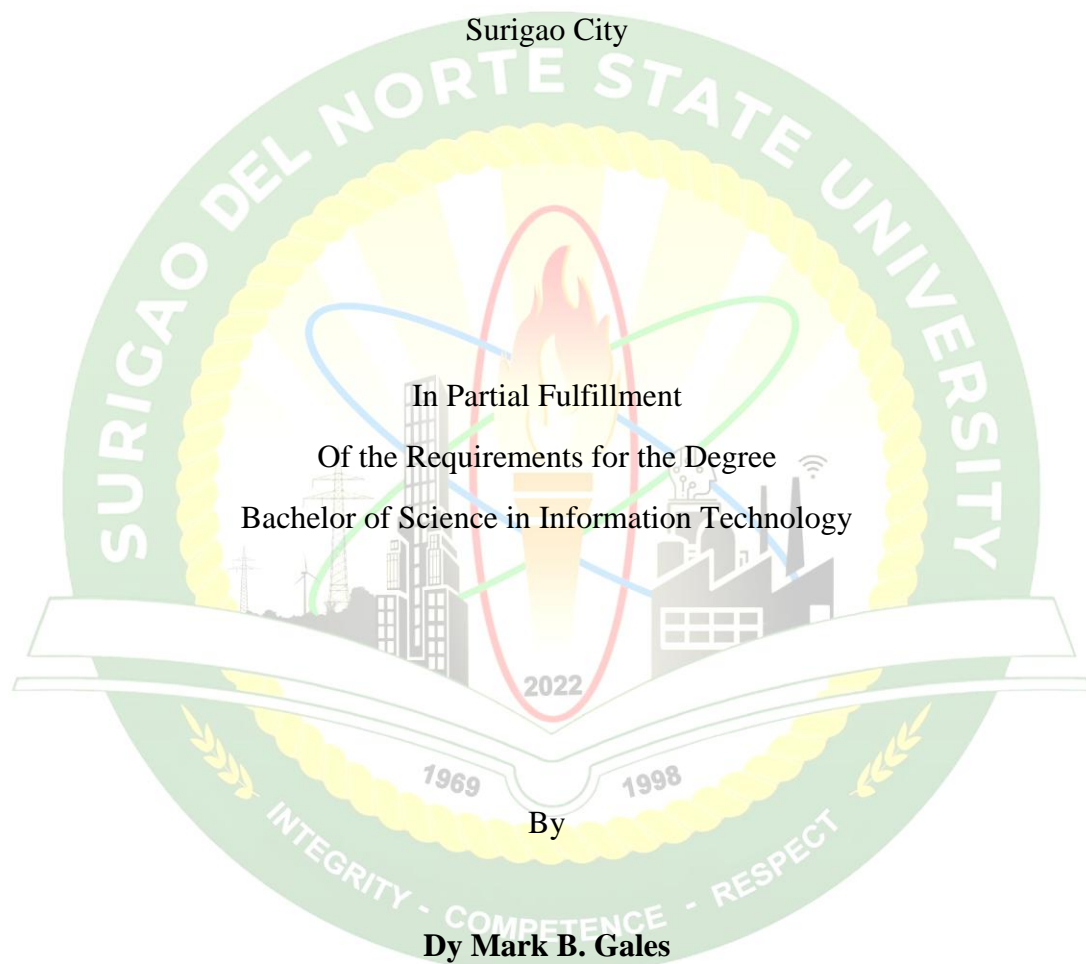 Surigao City
SURIGAO DEL NORTE STATE UNIVERSITY
In Partial Fulfillment
Of the Requirements for the Degree
Bachelor of Science in Information Technology
2022
1969 1998
By
INTEGRITY - COMPETENCE - RESPECT
Dy Mark B. Gales